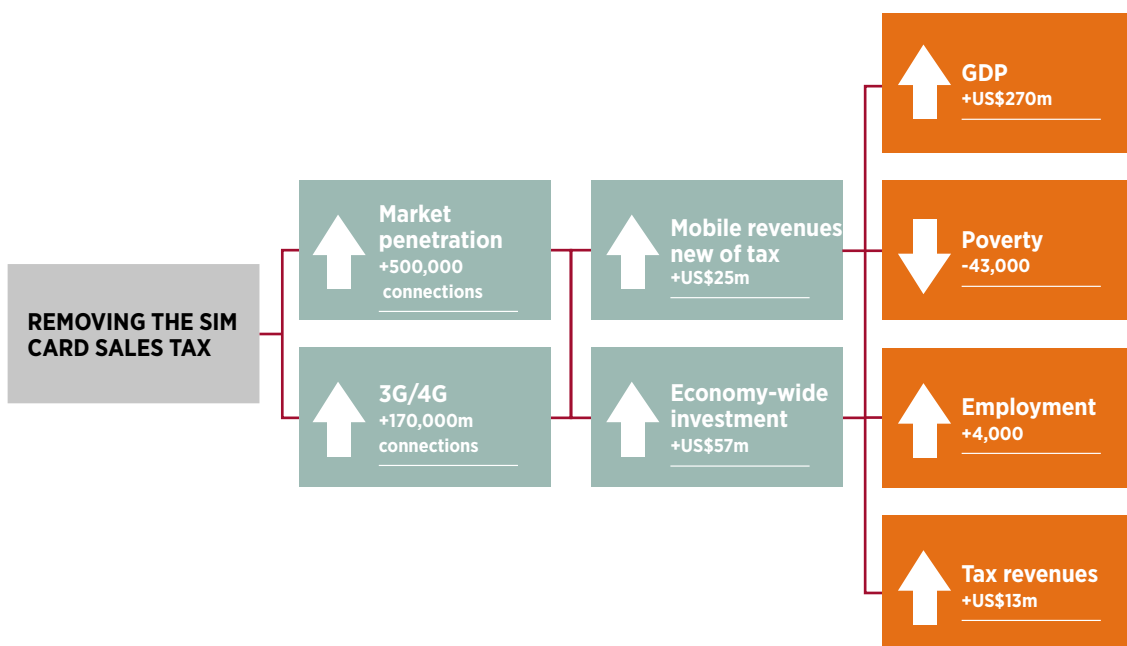 REMOVING THE SIM
CARD SALES TAX
Market
penetration
+500,000
connections
3G/4G
+170,000m
connections
Mobile revenues
new of tax
+US$25m
Economy-wide
investment
+US$57m
GDP
+US$270m
Poverty
-43,000
Employment
+4,000
Tax revenues
+US$13m